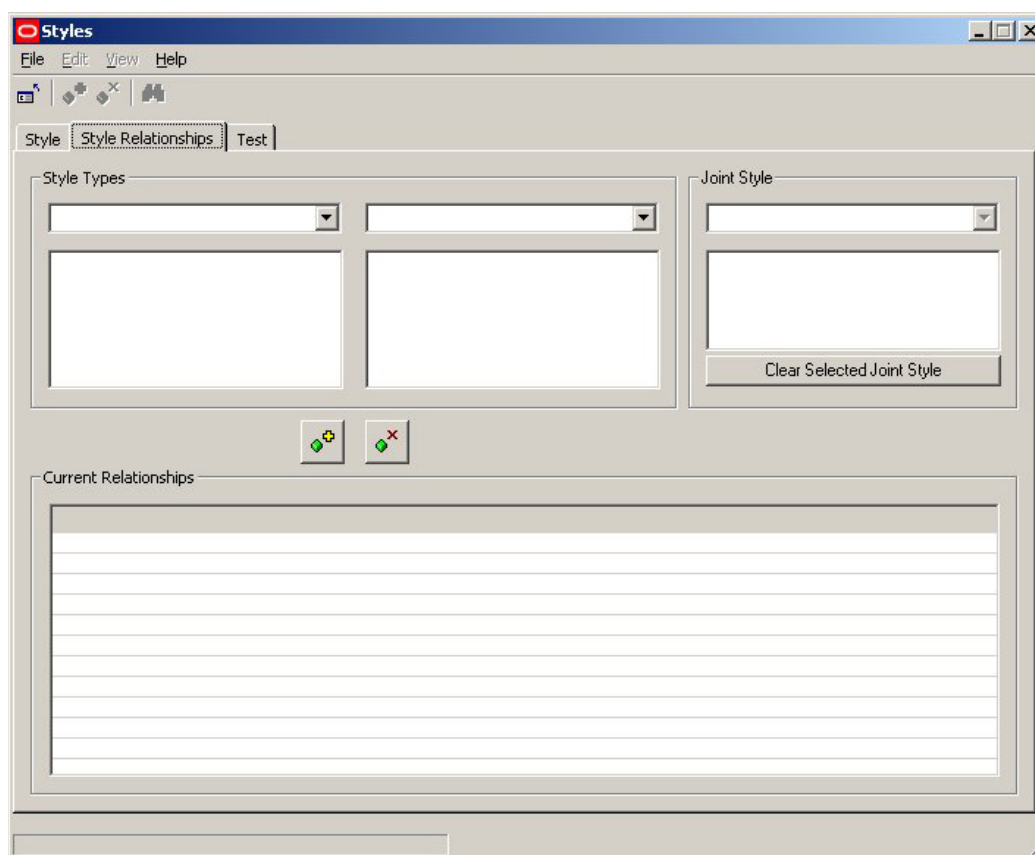 Styles
File Edit View Help
Style Style Relationships Test
Style Types Joint Style
Clear Selected Joint Style
Current Relationships